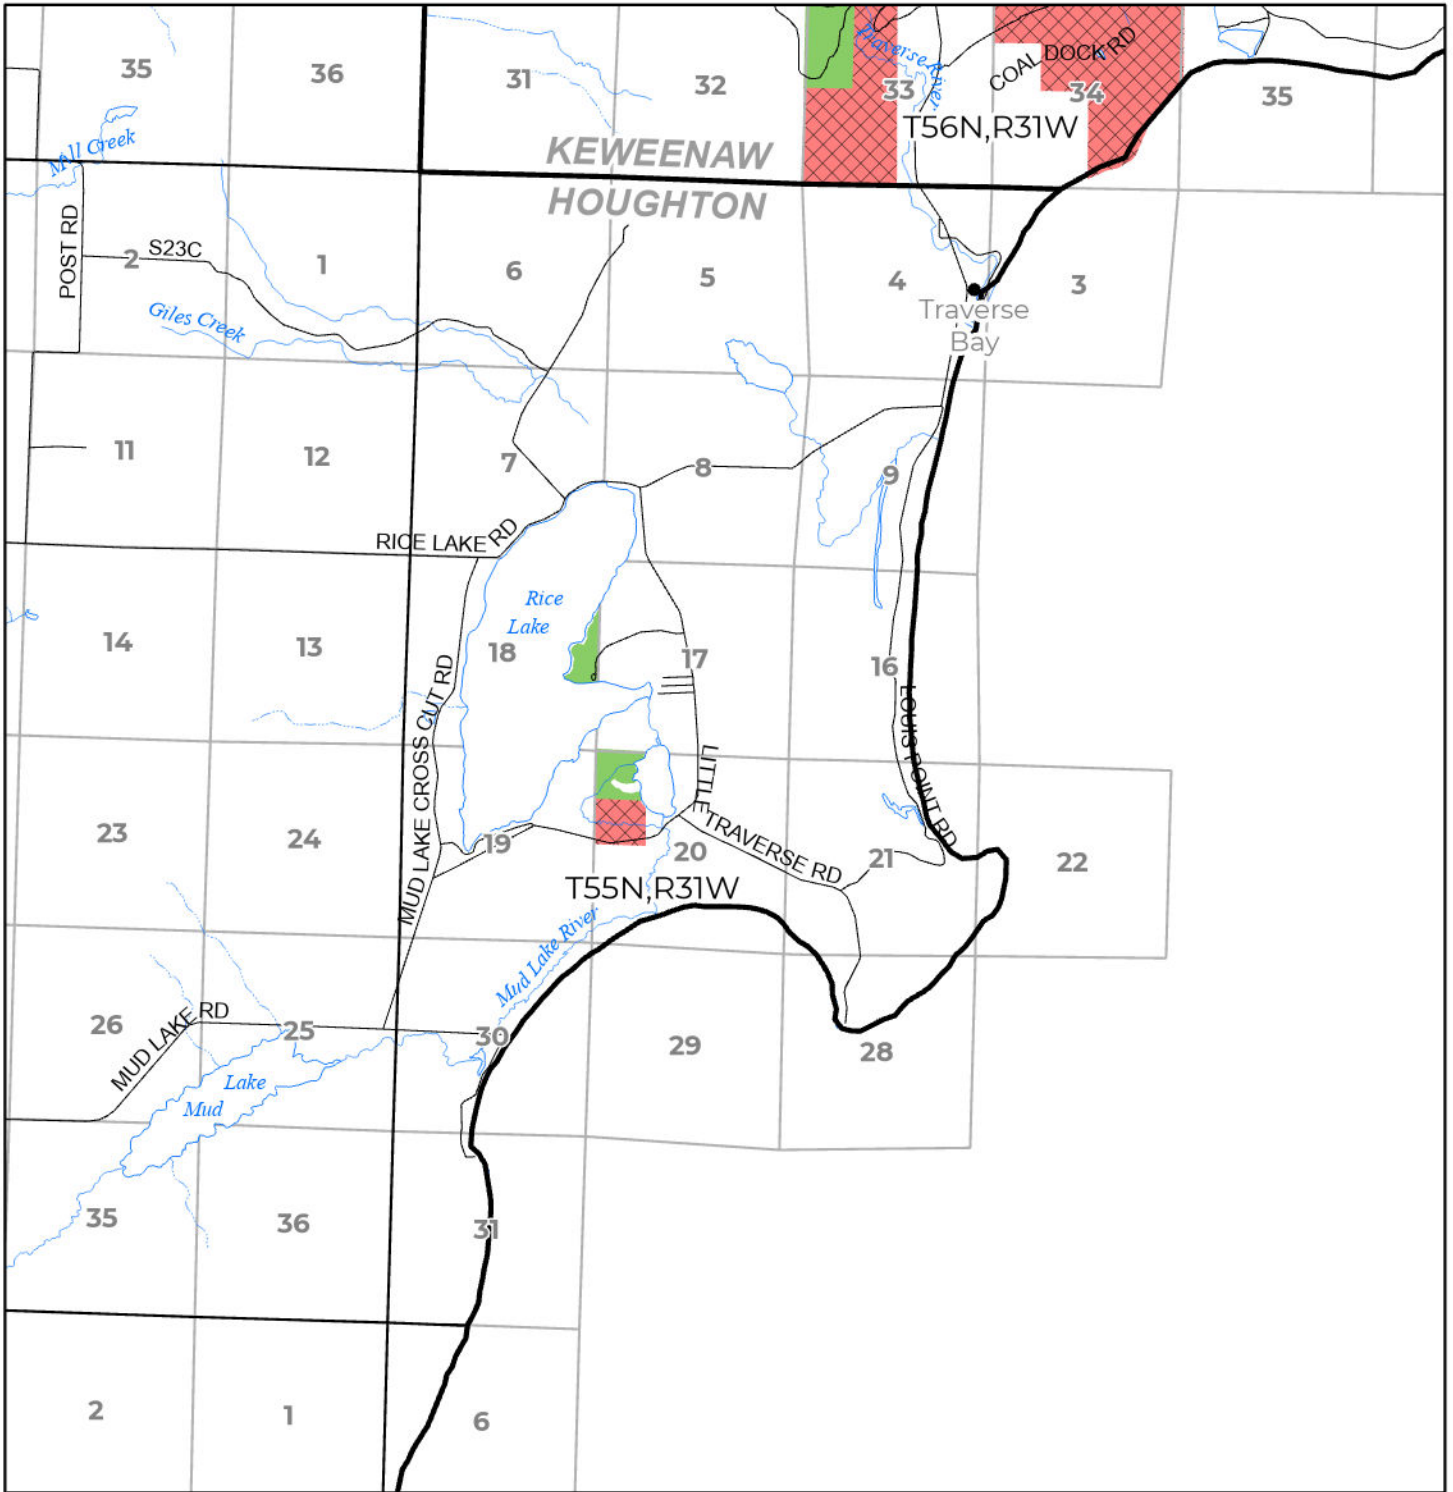 35
36
31
32
33
34
35
Traverse River
COAL DOCK RD
T56N,R31W
Mill Creek
KEWEENAW
HOUGHTON
POST RD
2
S23C
1
6
5
4
3
Giles Creek
Traverse
Bay
11
12
7
8
9
RICE LAKE RD
Rice
Lake
14
13
18
17
16
MUD LAKE CROSS CUT RD
LOUIS POINT RD
LITTLE TRAVERSE RD
23
24
19
20
21
22
T55N,R31W
Mud Lake River
26
MUD LAKE RD
25
30
29
28
Lake
Mud
35
36
31
2
1
6